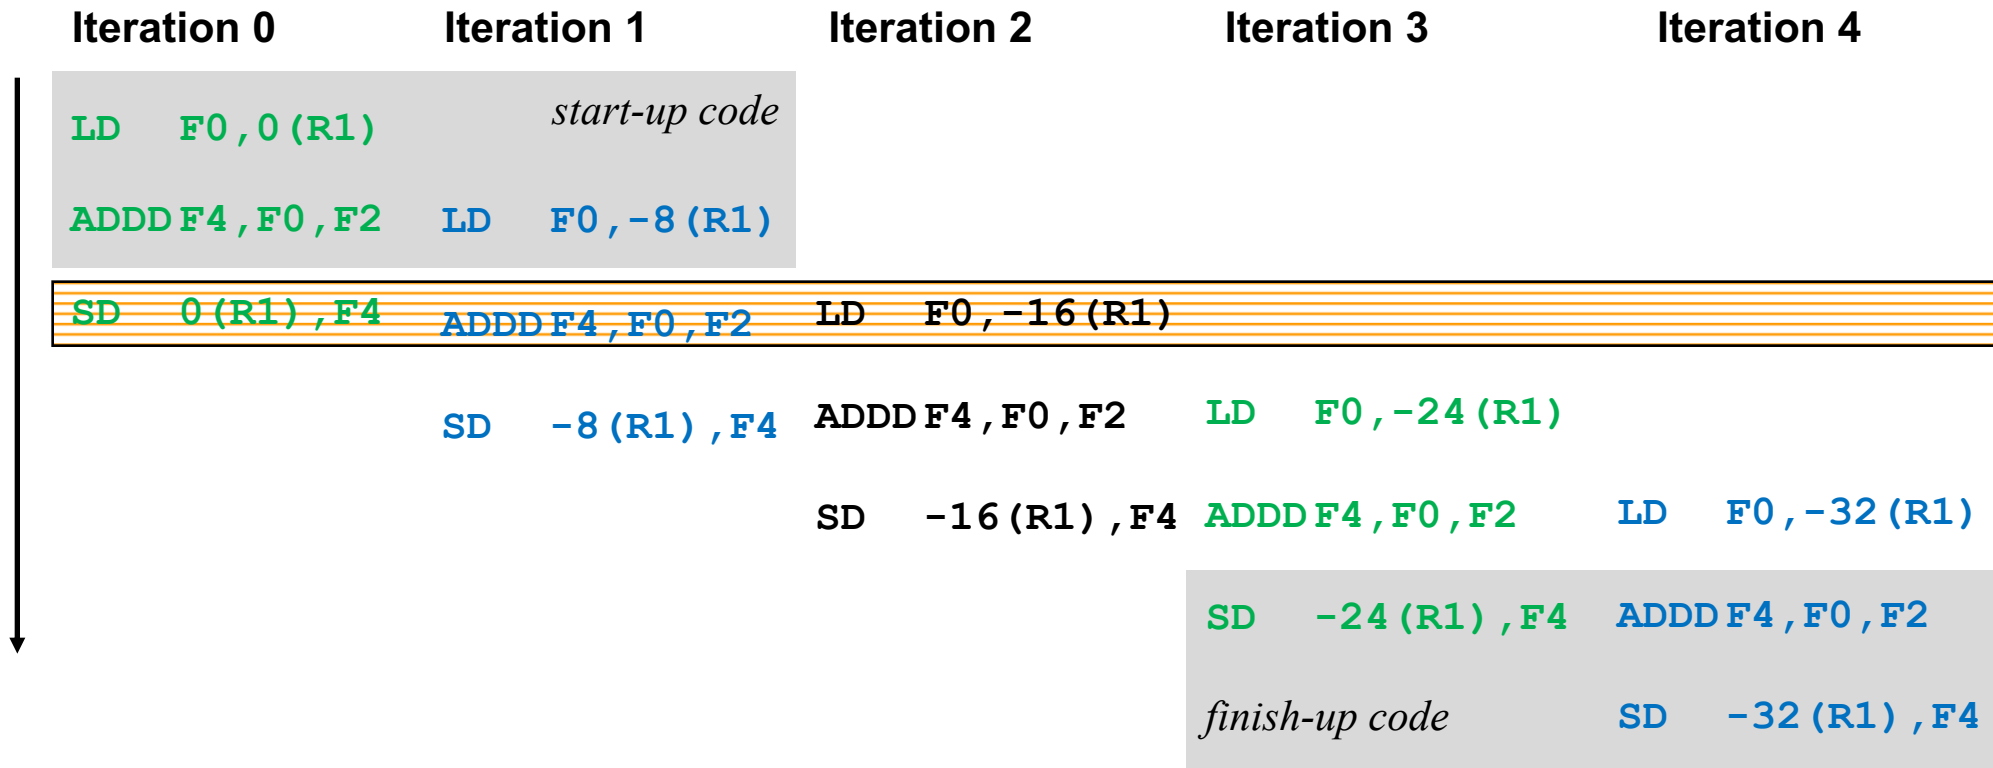 Iteration 0 Iteration 1 Iteration 2 Iteration 3 Iteration 4
start-up code
LD F0,0(R1)
ADDD F4,F0,F2 LD F0,-8(R1)
SD 0(R1),F4 ADDD F4,F0,F2 LD F0,-16(R1)
SD -8(R1),F4 ADDD F4,F0,F2 LD F0,-24(R1)
SD -16(R1),F4 ADDD F4,F0,F2 LD F0,-32(R1)
SD -24(R1),F4 ADDD F4,F0,F2
finish-up code SD -32(R1),F4